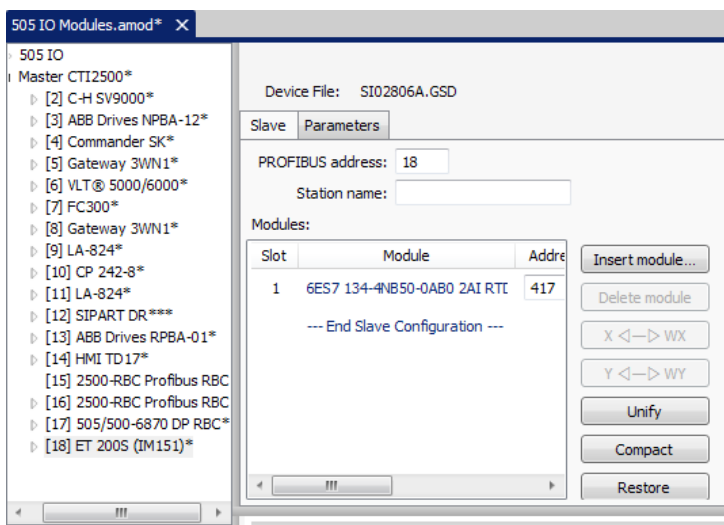 505 IO Modules.amod* X
505 IO
Master CTI2500*
[2] C-H SV9000*
[3] ABB Drives NPBA-12*
[4] Commander SK*
[5] Gateway 3WN1*
[6] VLT® 5000/6000*
[7] FC300*
[8] Gateway 3WN1*
[9] LA-824*
[10] CP 242-8*
[11] LA-824*
[12] SIPART DR***
[13] ABB Drives RPBA-01*
[14] HMI TD17*
[15] 2500-RBC Profibus RBC
[16] 2500-RBC Profibus RBC
[17] 505/500-6870 DP RBC*
[18] ET 200S (IM151)*
Device File: SI02806A.GSD
Slave Parameters
PROFIBUS address: 18
Station name:
Modules:
Slot Module Addre
1 6ES7 134-4NB50-0AB0 2AI RTD 417
--- End Slave Configuration ---
Insert module...
Delete module
X <—> WX
Y <—> WY
Unify
Compact
Restore